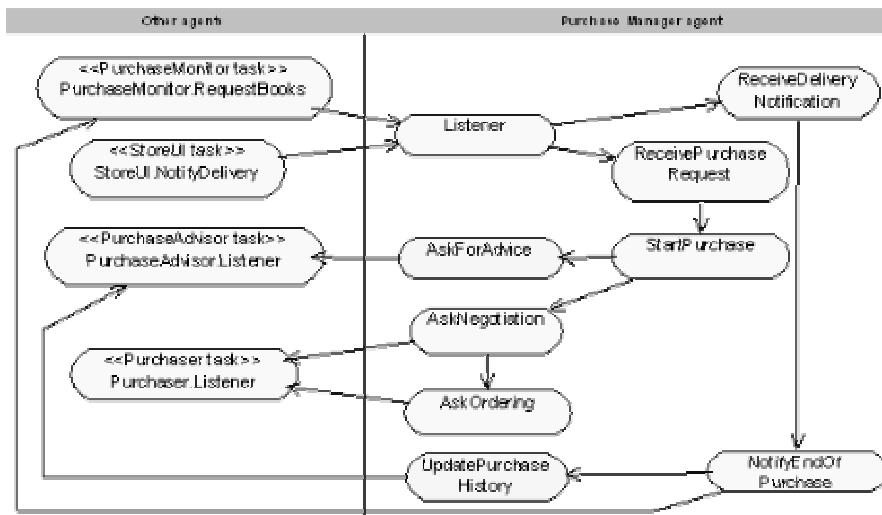 Other agents
Purchase Manager agent
<<PurchaseMonitor task>>
PurchaseMonitor.RequestBooks
<<StoreUI task>>
StoreUI.NotifyDelivery
Listener
ReceiveDelivery
Notification
ReceivePurchase
Request
<<PurchaseAdvisor task>>
PurchaseAdvisor.Listener
AskForAdvice
StartPurchase
AskNegotiation
<<Purchaser task>>
Purchaser.Listener
AskOrdering
UpdatePurchase
History
NotifyEndOf
Purchase